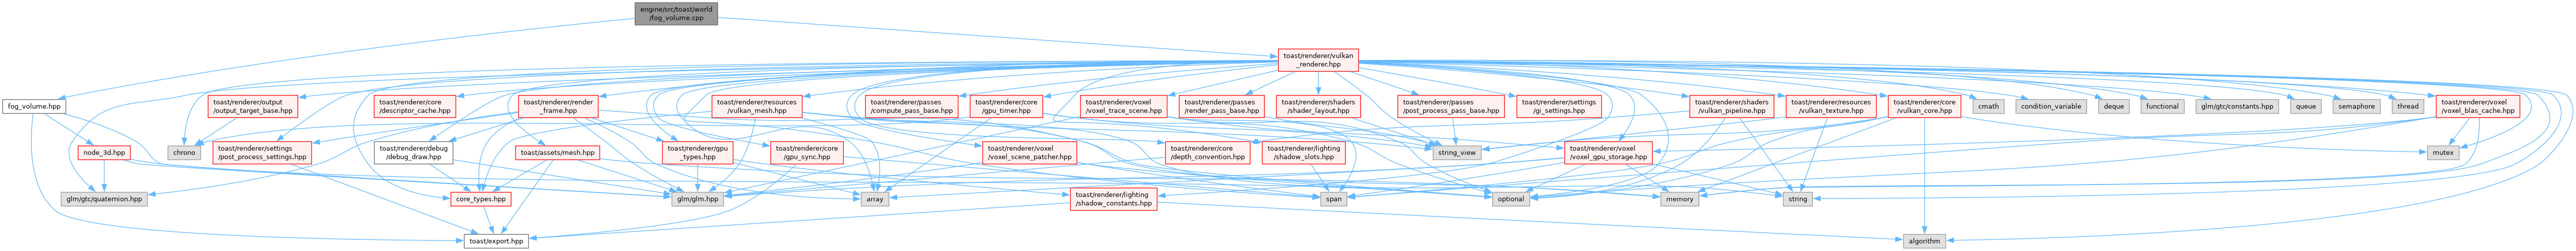 engine/src/toast/world
/fog_volume.cpp
toast/renderer/vulkan
_renderer.hpp
fog_volume.hpp
toast/renderer/output
/output_target_base.hpp
toast/renderer/core
/descriptor_cache.hpp
toast/renderer/render
_frame.hpp
toast/renderer/resources
/vulkan_mesh.hpp
toast/renderer/passes
/compute_pass_base.hpp
toast/renderer/core
/gpu_timer.hpp
toast/renderer/voxel
/voxel_trace_scene.hpp
toast/renderer/passes
/render_pass_base.hpp
toast/renderer/shaders
/shader_layout.hpp
toast/renderer/passes
/post_process_pass_base.hpp
toast/renderer/settings
/gi_settings.hpp
toast/renderer/shaders
/vulkan_pipeline.hpp
toast/renderer/resources
/vulkan_texture.hpp
toast/renderer/core
/vulkan_core.hpp
cmath
condition_variable
deque
functional
glm/gtc/constants.hpp
queue
semaphore
thread
toast/renderer/voxel
/voxel_blas_cache.hpp
node_3d.hpp
chrono
toast/renderer/settings
/post_process_settings.hpp
toast/renderer/debug
/debug_draw.hpp
toast/assets/mesh.hpp
toast/renderer/gpu
_types.hpp
toast/renderer/core
/gpu_sync.hpp
toast/renderer/voxel
/voxel_scene_patcher.hpp
toast/renderer/core
/depth_convention.hpp
toast/renderer/lighting
/shadow_slots.hpp
string_view
toast/renderer/voxel
/voxel_gpu_storage.hpp
mutex
glm/gtc/quaternion.hpp
core_types.hpp
glm/glm.hpp
array
toast/renderer/lighting
/shadow_constants.hpp
span
optional
memory
string
toast/export.hpp
algorithm